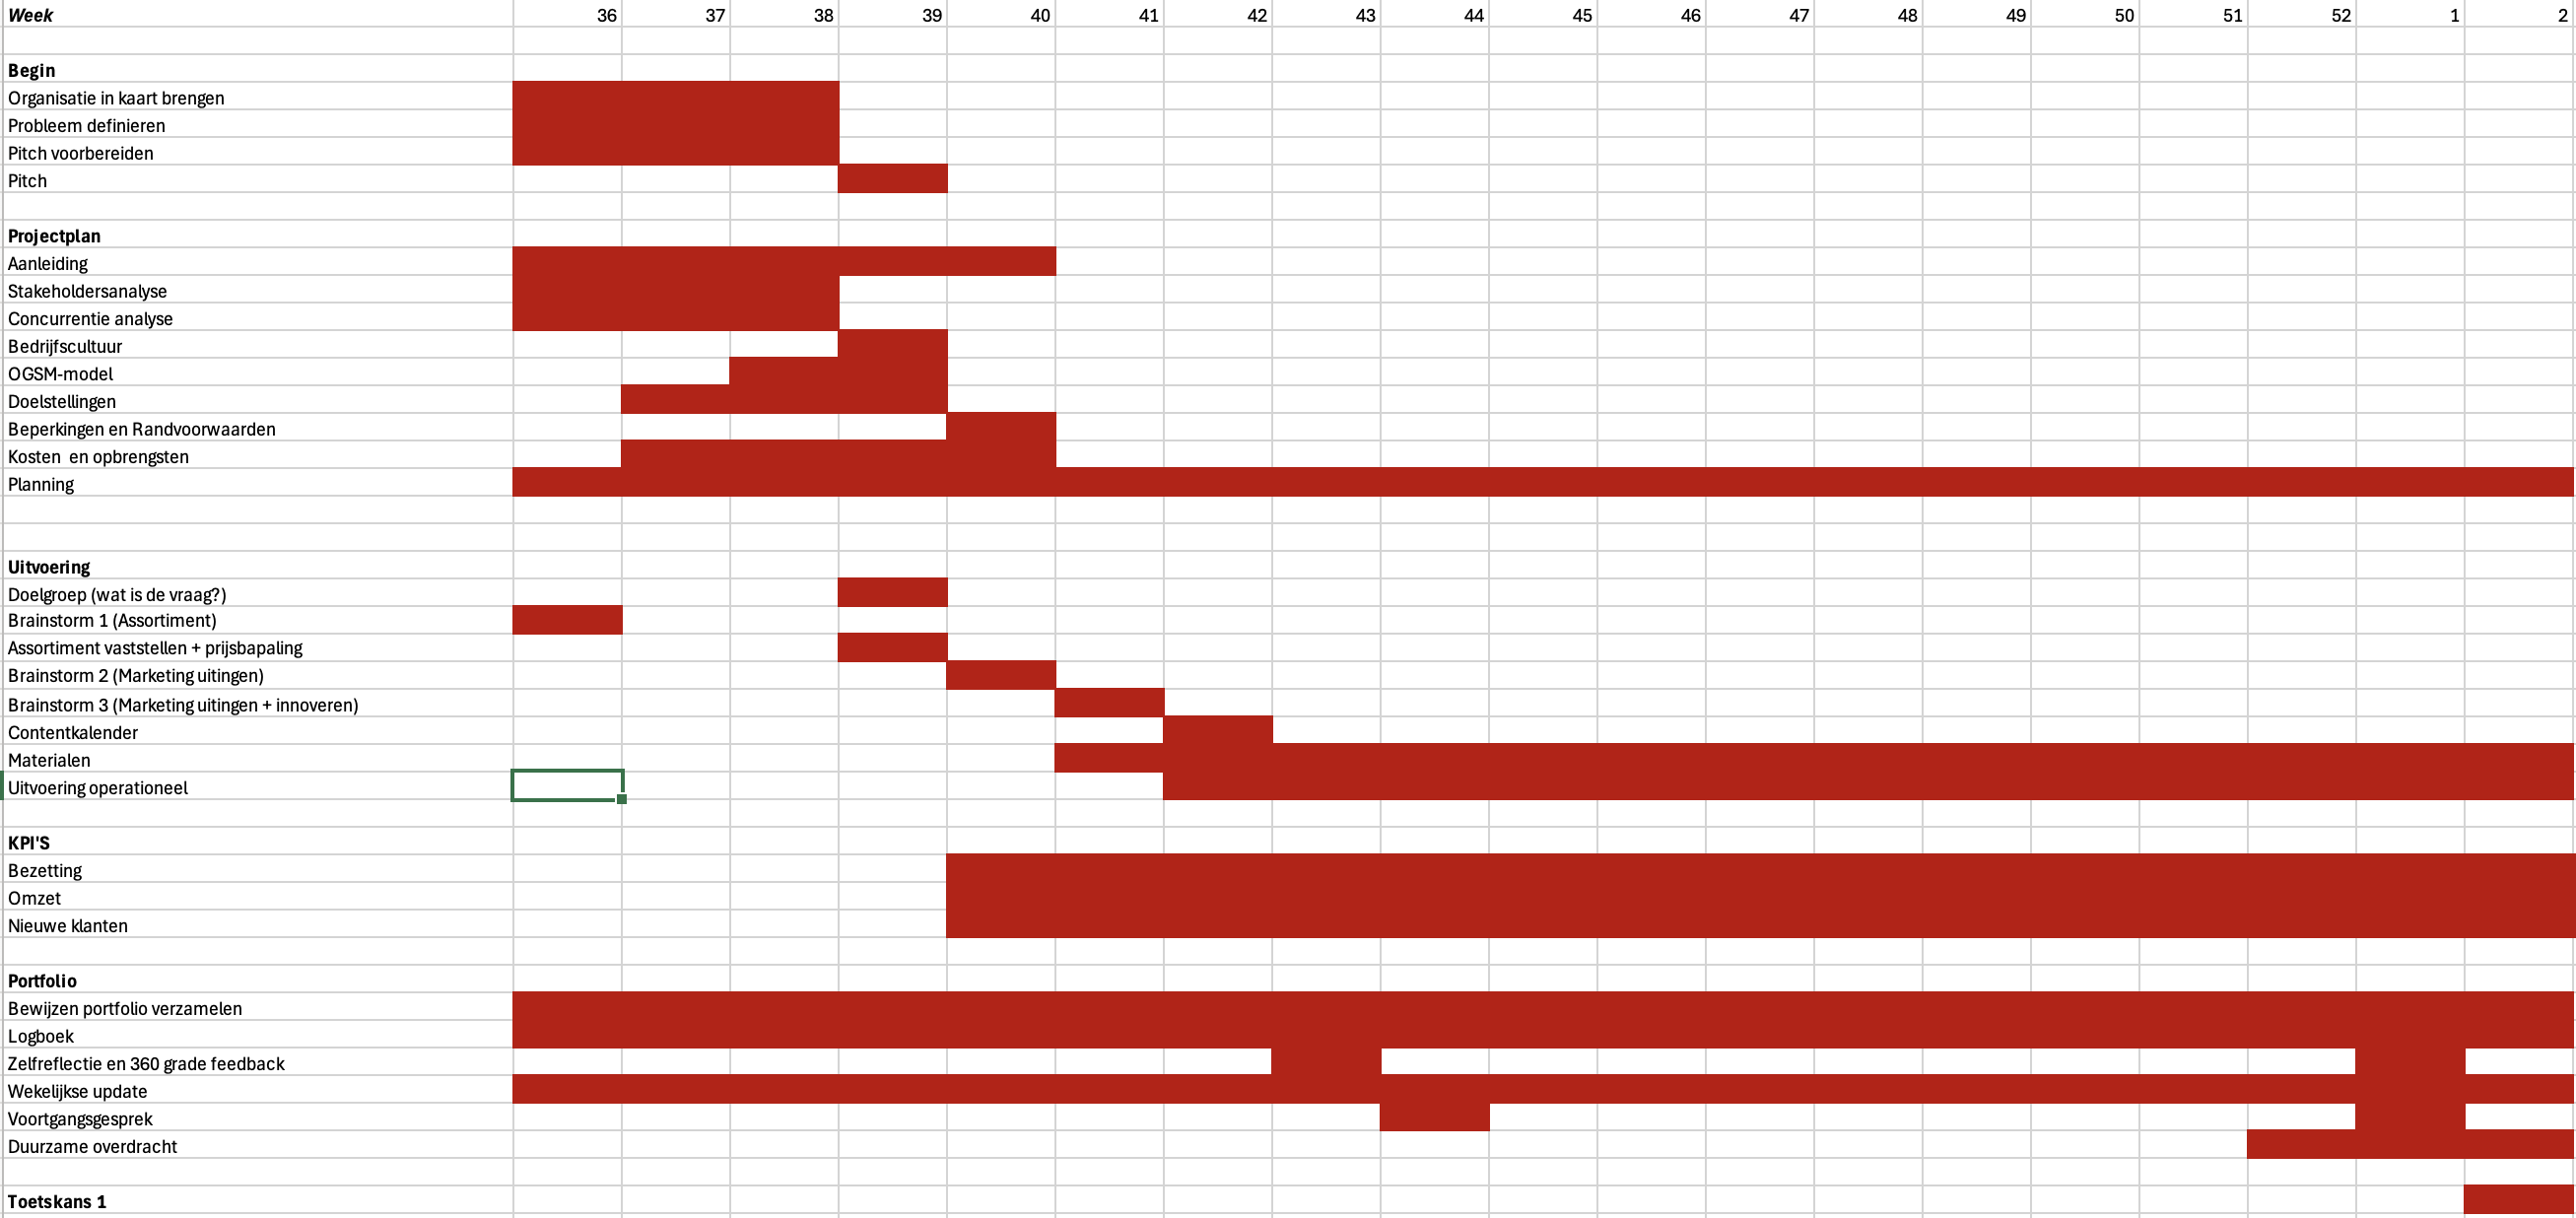 Week 36 37 38 39 40 41 42 43 44 45 46 47 48 49 50 51 52 1 2
Begin
Organisatie in kaart brengen
Probleem definieren
Pitch voorbereiden
Pitch
Projectplan
Aanleiding
Stakeholdersanalyse
Concurrentie analyse
Bedrijfscultuur
OGSM-model
Doelstellingen
Beperkingen en Randvoorwaarden
Kosten  en opbrengsten
Planning
Uitvoering
Doelgroep (wat is de vraag?)
Brainstorm 1 (Assortiment)
Assortiment vaststellen + prijsbapaling
Brainstorm 2 (Marketing uitingen)
Brainstorm 3 (Marketing uitingen + innoveren)
Contentkalender
Materialen
Uitvoering operationeel
KPI'S
Bezetting
Omzet
Nieuwe klanten
Portfolio
Bewijzen portfolio verzamelen
Logboek
Zelfreflectie en 360 grade feedback
Wekelijkse update
Voortgangsgesprek
Duurzame overdracht
Toetskans 1